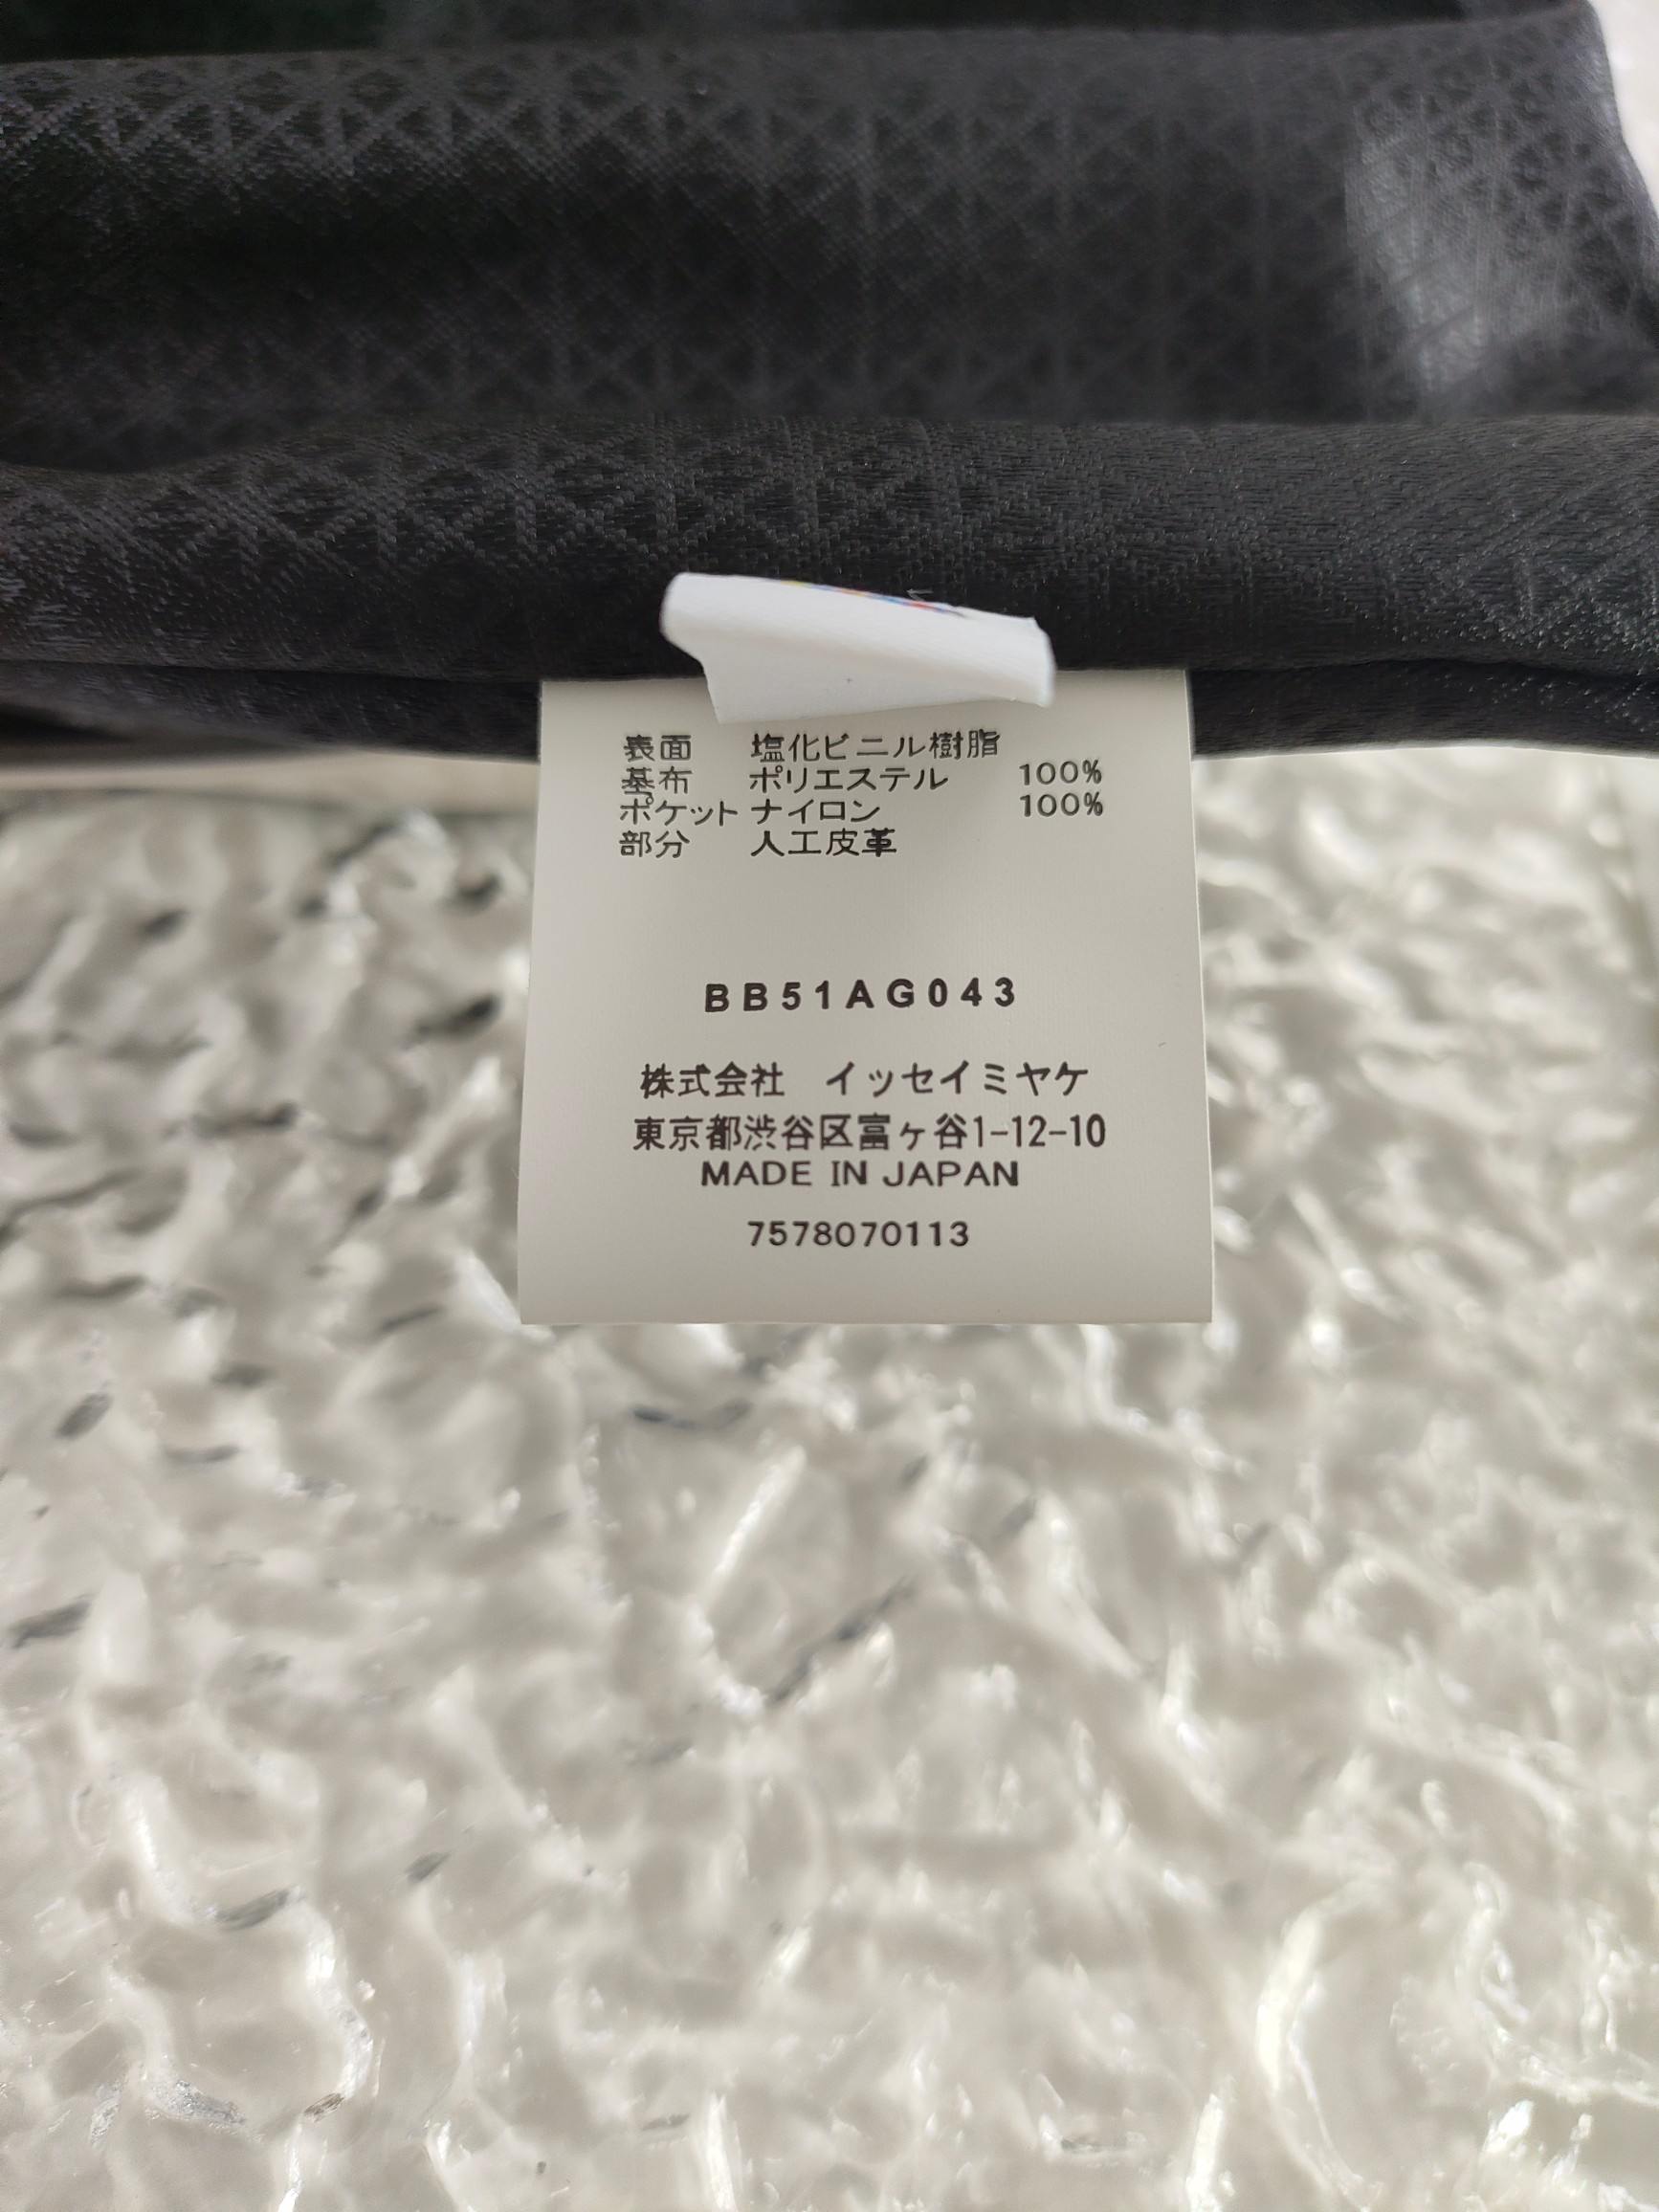 表面 塩化ビニル樹脂
基布 ポリエステル 100%
ポケット ナイロン 100%
部分 人工皮革
BB51AG043
株式会社 イッセイミヤケ
東京都渋谷区富ヶ谷1-12-10
MADE IN JAPAN
7578070113